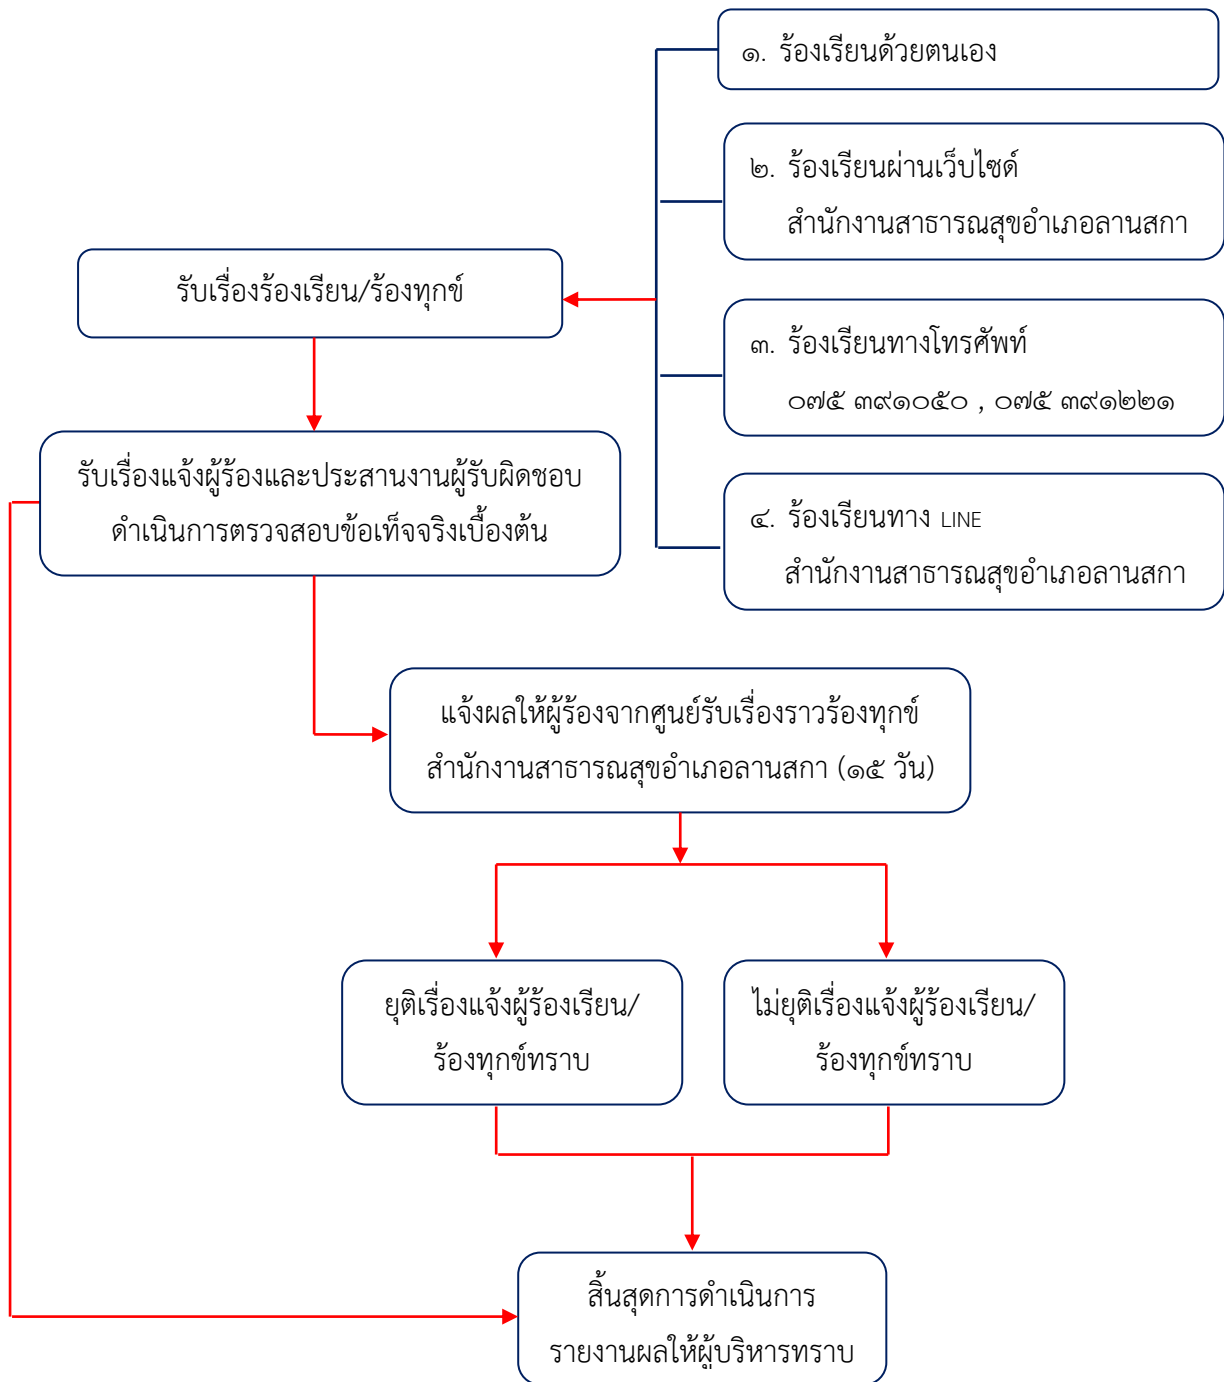 ๑. ร้องเรียนด้วยตนเอง
๒. ร้องเรียนผ่านเว็บไซด์
สำนักงานสาธารณสุขอำเภอลานสกา
รับเรื่องร้องเรียน/ร้องทุกข์
๓. ร้องเรียนทางโทรศัพท์
๐๗๕ ๓๙๑๐๕๐ , ๐๗๕ ๓๙๑๒๒๑
รับเรื่องแจ้งผู้ร้องและประสานงานผู้รับผิดชอบ
ดำเนินการตรวจสอบข้อเท็จจริงเบื้องต้น
๔. ร้องเรียนทาง LINE
สำนักงานสาธารณสุขอำเภอลานสกา
แจ้งผลให้ผู้ร้องจากศูนย์รับเรื่องราวร้องทุกข์
สำนักงานสาธารณสุขอำเภอลานสกา (๑๕ วัน)
ยุติเรื่องแจ้งผู้ร้องเรียน/
ร้องทุกข์ทราบ
ไม่ยุติเรื่องแจ้งผู้ร้องเรียน/
ร้องทุกข์ทราบ
สิ้นสุดการดำเนินการ
รายงานผลให้ผู้บริหารทราบ